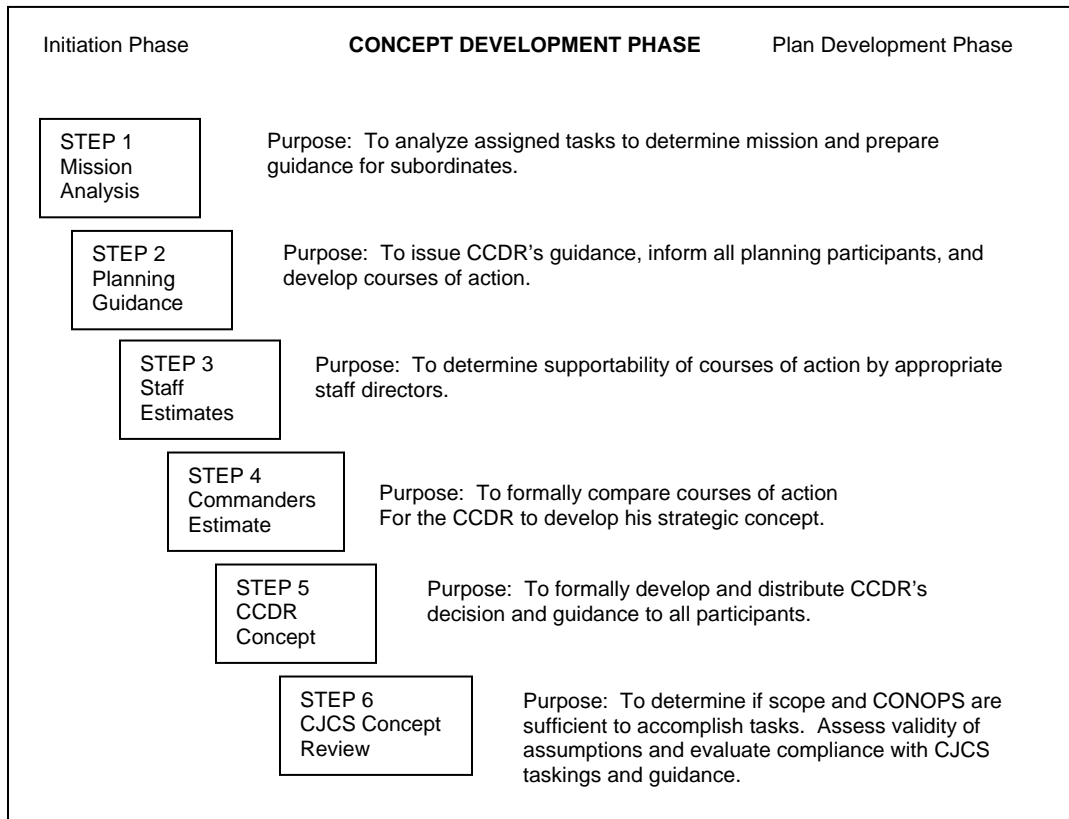 Initiation Phase CONCEPT DEVELOPMENT PHASE Plan Development Phase
STEP 1
Mission
Analysis
Purpose: To analyze assigned tasks to determine mission and prepare
guidance for subordinates.
STEP 2
Planning
Guidance
Purpose: To issue CCDR's guidance, inform all planning participants, and
develop courses of action.
STEP 3
Staff
Estimates
Purpose: To determine supportability of courses of action by appropriate
staff directors.
STEP 4
Commanders
Estimate
Purpose: To formally compare courses of action
For the CCDR to develop his strategic concept.
STEP 5
CCDR
Concept
Purpose: To formally develop and distribute CCDR's
decision and guidance to all participants.
STEP 6
CJCS Concept
Review
Purpose: To determine if scope and CONOPS are
sufficient to accomplish tasks. Assess validity of
assumptions and evaluate compliance with CJCS
taskings and guidance.